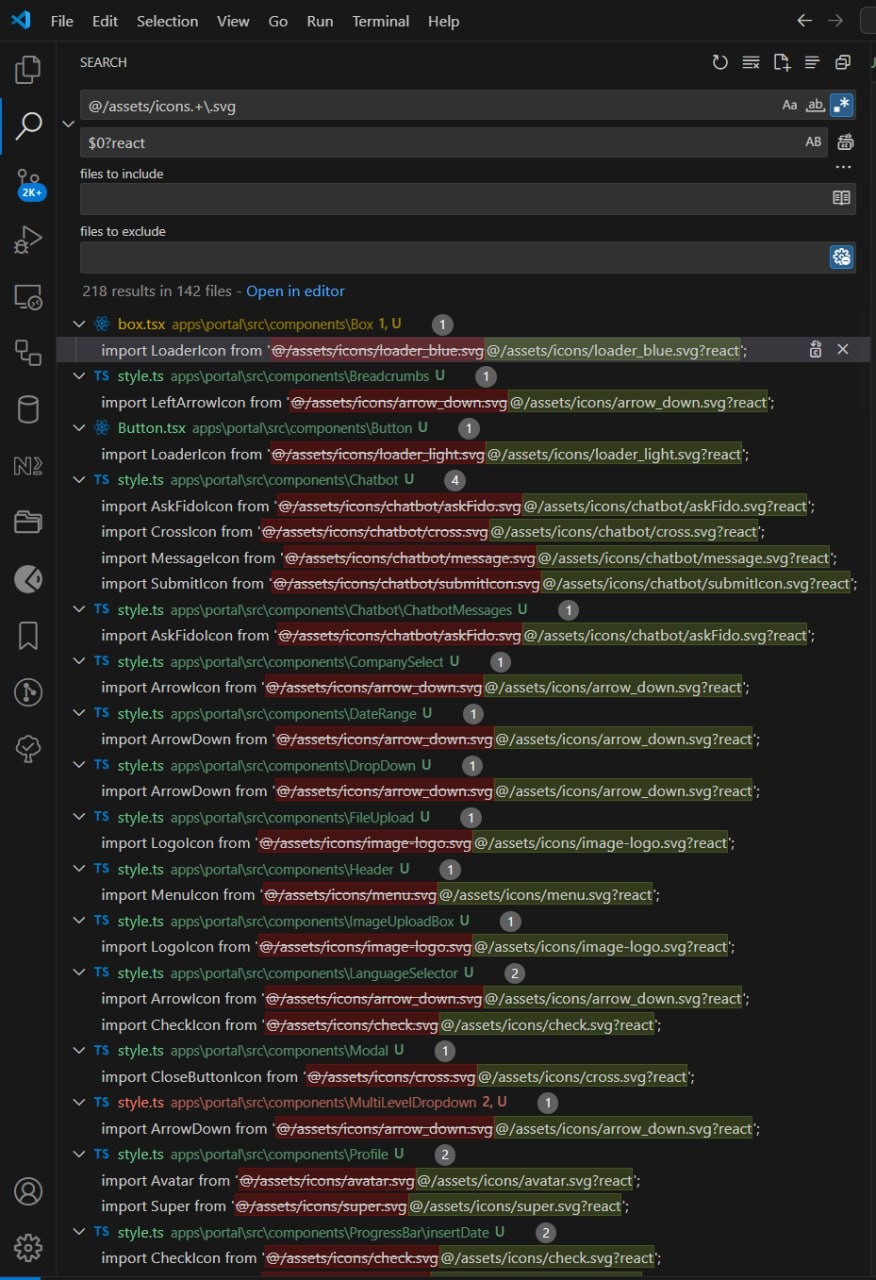 File Edit Selection View Go Run Terminal Help
SEARCH
@/assets/icons.+\.svg Aa ab .*
$0?react AB
files to include
files to exclude
218 results in 142 files - Open in editor
2K+
box.tsx apps\portal\src\components\Box 1, U 1
import LoaderIcon from '@/assets/icons/loader_blue.svg@/assets/icons/loader_blue.svg?react';
TS style.ts apps\portal\src\components\Breadcrumbs U 1
import LeftArrowIcon from '@/assets/icons/arrow_down.svg@/assets/icons/arrow_down.svg?react';
Button.tsx apps\portal\src\components\Button U 1
import LoaderIcon from '@/assets/icons/loader_light.svg@/assets/icons/loader_light.svg?react';
TS style.ts apps\portal\src\components\Chatbot U 4
import AskFidoIcon from '@/assets/icons/chatbot/askFido.svg@/assets/icons/chatbot/askFido.svg?react';
import CrossIcon from '@/assets/icons/chatbot/cross.svg@/assets/icons/chatbot/cross.svg?react';
import MessageIcon from '@/assets/icons/chatbot/message.svg@/assets/icons/chatbot/message.svg?react';
import SubmitIcon from '@/assets/icons/chatbot/submitIcon.svg@/assets/icons/chatbot/submitIcon.svg?react';
TS style.ts apps\portal\src\components\Chatbot\ChatbotMessages U 1
import AskFidoIcon from '@/assets/icons/chatbot/askFido.svg@/assets/icons/chatbot/askFido.svg?react';
TS style.ts apps\portal\src\components\CompanySelect U 1
import ArrowIcon from '@/assets/icons/arrow_down.svg@/assets/icons/arrow_down.svg?react';
TS style.ts apps\portal\src\components\DateRange U 1
import ArrowDown from '@/assets/icons/arrow_down.svg@/assets/icons/arrow_down.svg?react';
TS style.ts apps\portal\src\components\DropDown U 1
import ArrowDown from '@/assets/icons/arrow_down.svg@/assets/icons/arrow_down.svg?react';
TS style.ts apps\portal\src\components\FileUpload U 1
import LogoIcon from '@/assets/icons/image-logo.svg@/assets/icons/image-logo.svg?react';
TS style.ts apps\portal\src\components\Header U 1
import MenuIcon from '@/assets/icons/menu.svg@/assets/icons/menu.svg?react';
TS style.ts apps\portal\src\components\ImageUploadBox U 1
import LogoIcon from '@/assets/icons/image-logo.svg@/assets/icons/image-logo.svg?react';
TS style.ts apps\portal\src\components\LanguageSelector U 2
import ArrowIcon from '@/assets/icons/arrow_down.svg@/assets/icons/arrow_down.svg?react';
import CheckIcon from '@/assets/icons/check.svg@/assets/icons/check.svg?react';
TS style.ts apps\portal\src\components\Modal U 1
import CloseButtonIcon from '@/assets/icons/cross.svg@/assets/icons/cross.svg?react';
TS style.ts apps\portal\src\components\MultiLevelDropdown 2, U 1
import ArrowDown from '@/assets/icons/arrow_down.svg@/assets/icons/arrow_down.svg?react';
TS style.ts apps\portal\src\components\Profile U 2
import Avatar from '@/assets/icons/avatar.svg@/assets/icons/avatar.svg?react';
import Super from '@/assets/icons/super.svg@/assets/icons/super.svg?react';
TS style.ts apps\portal\src\components\ProgressBar\insertDate U 2
import CheckIcon from '@/assets/icons/check.svg@/assets/icons/check.svg?react';